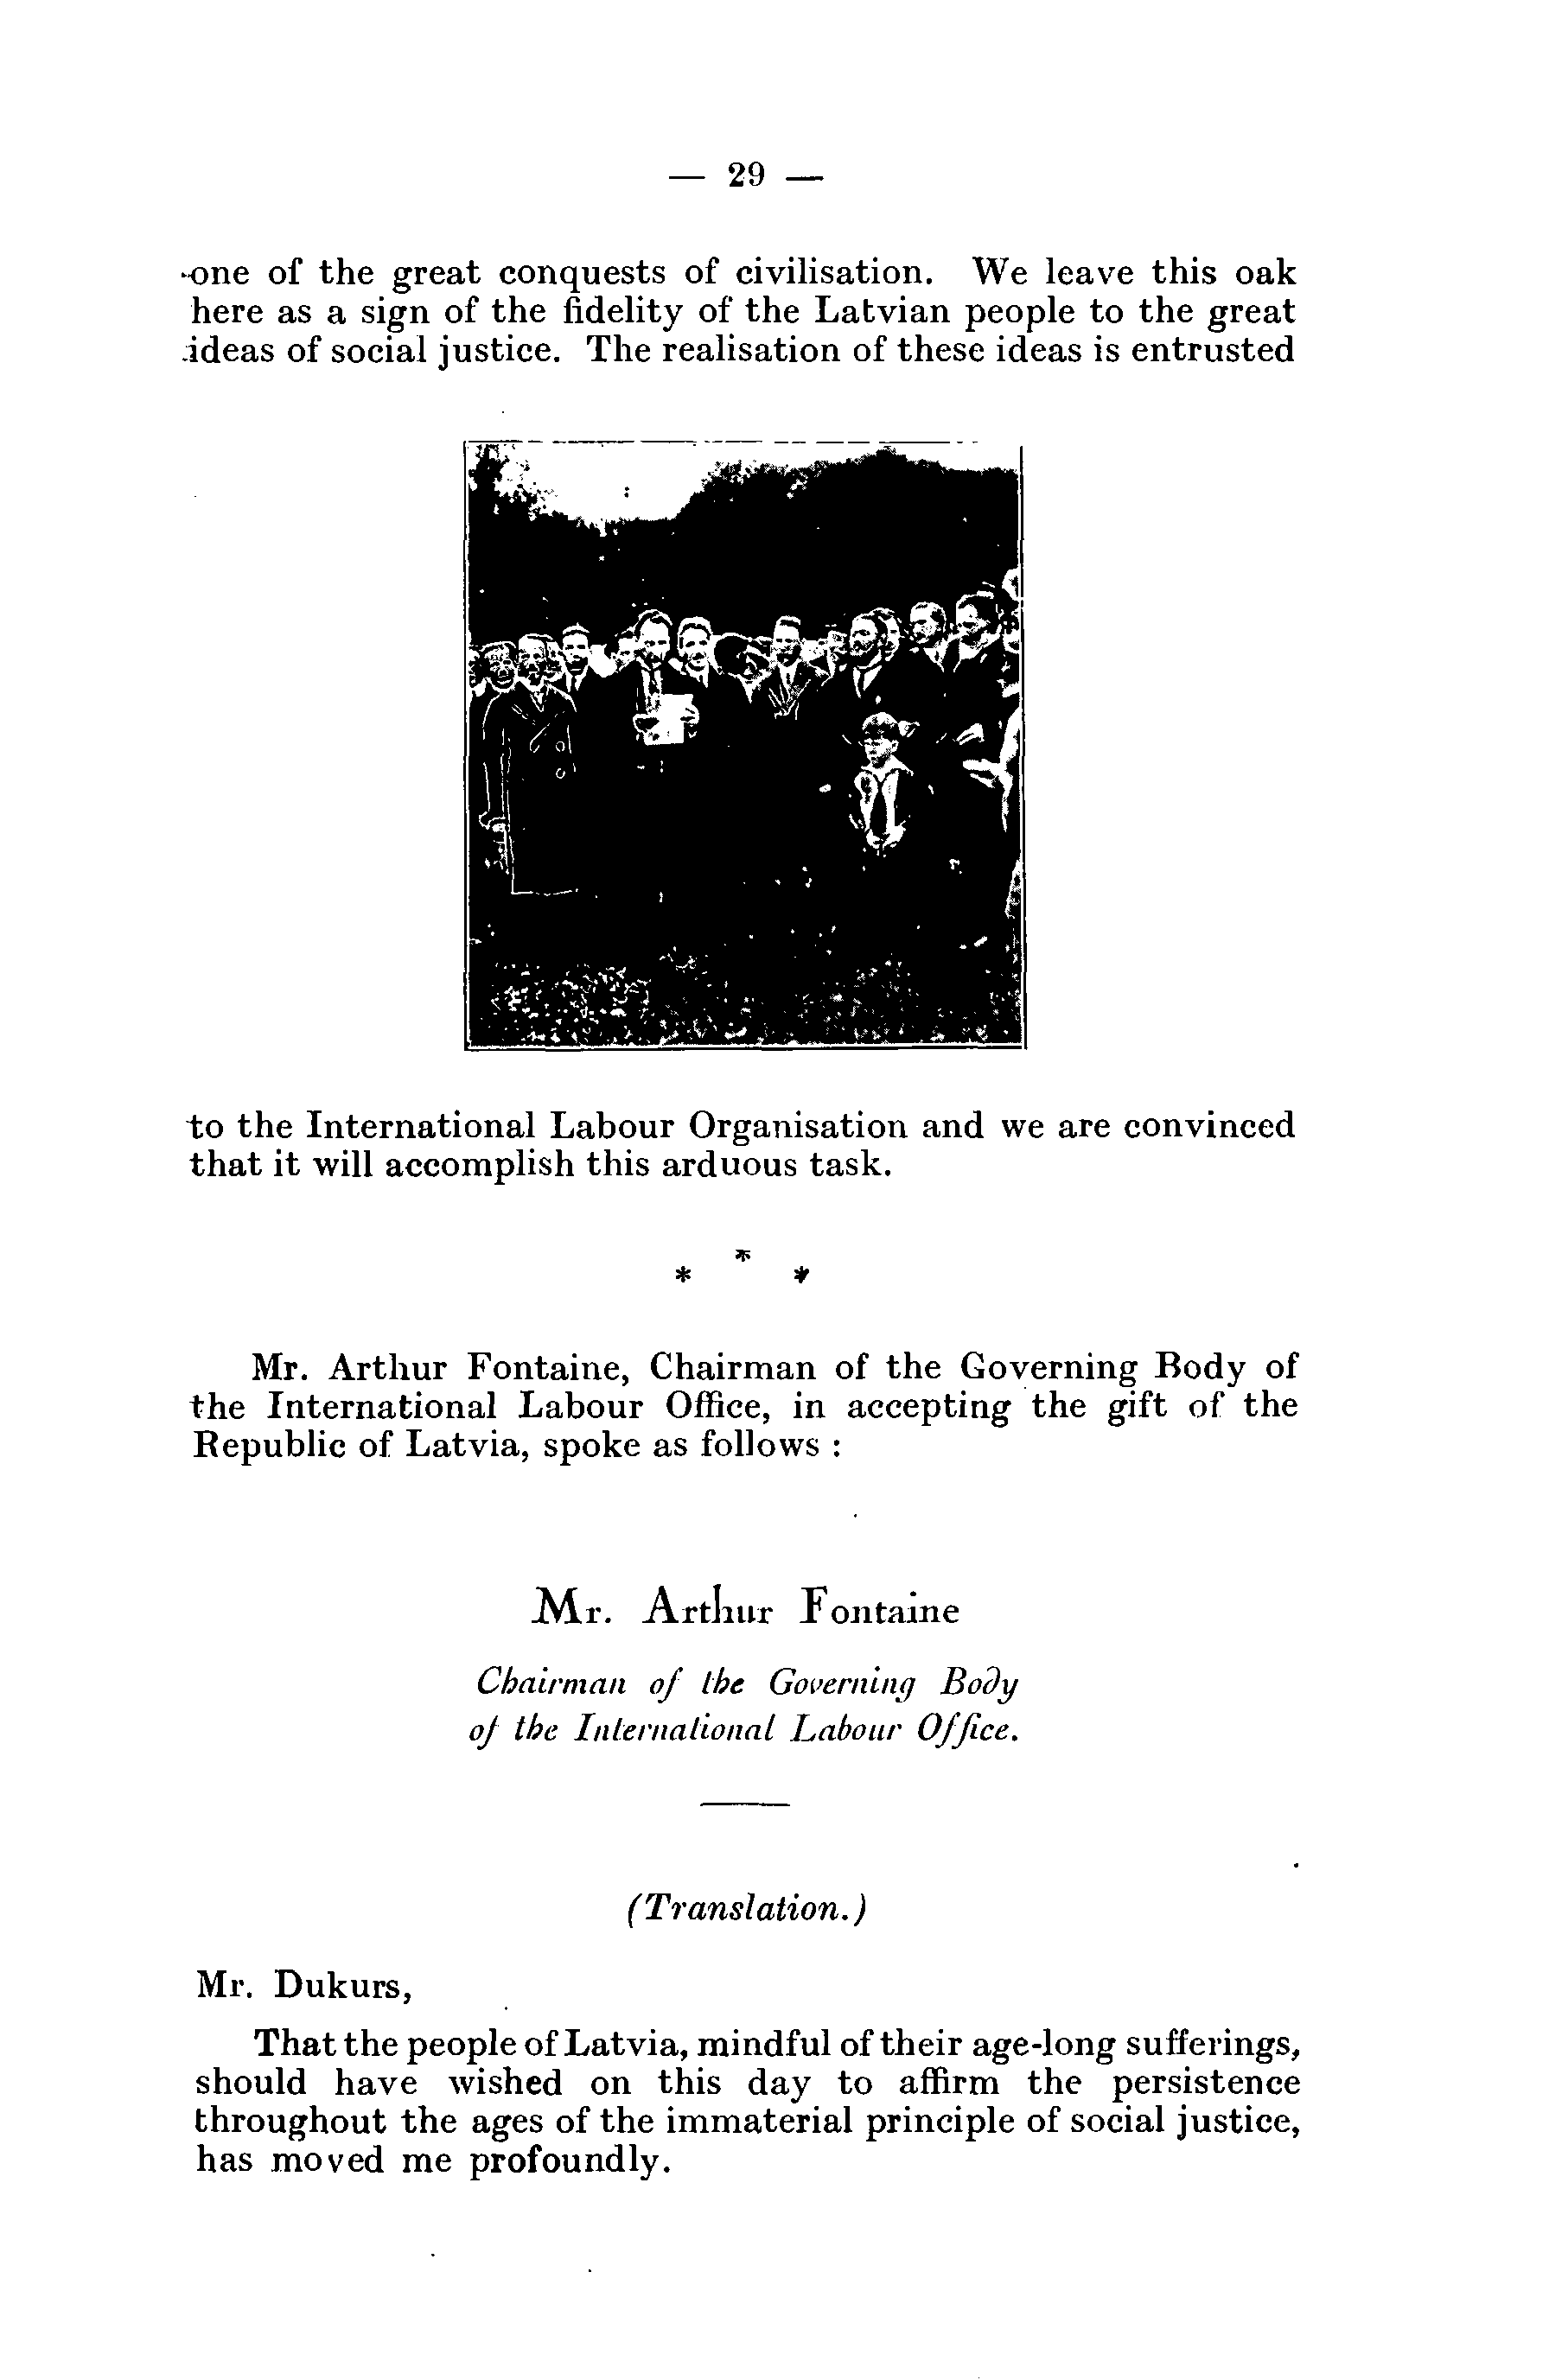 — 29 —
one of the great conquests of civilisation. We leave this oak
here as a sign of the fidelity of the Latvian people to the great
ideas of social justice. The realisation of these ideas is entrusted
to the International Labour Organisation and we are convinced
that it will accomplish this arduous task.
* * *
Mr. Arthur Fontaine, Chairman of the Governing Body of
the International Labour Office, in accepting the gift of the
Republic of Latvia, spoke as follows :
Mr. Arthur Fontaine
Chairman of the Governing Body
of the International Labour Office.
(Translation.)
Mr. Dukurs,
That the people of Latvia, mindful of their age-long sufferings,
should have wished on this day to affirm the persistence
throughout the ages of the immaterial principle of social justice,
has moved me profoundly.